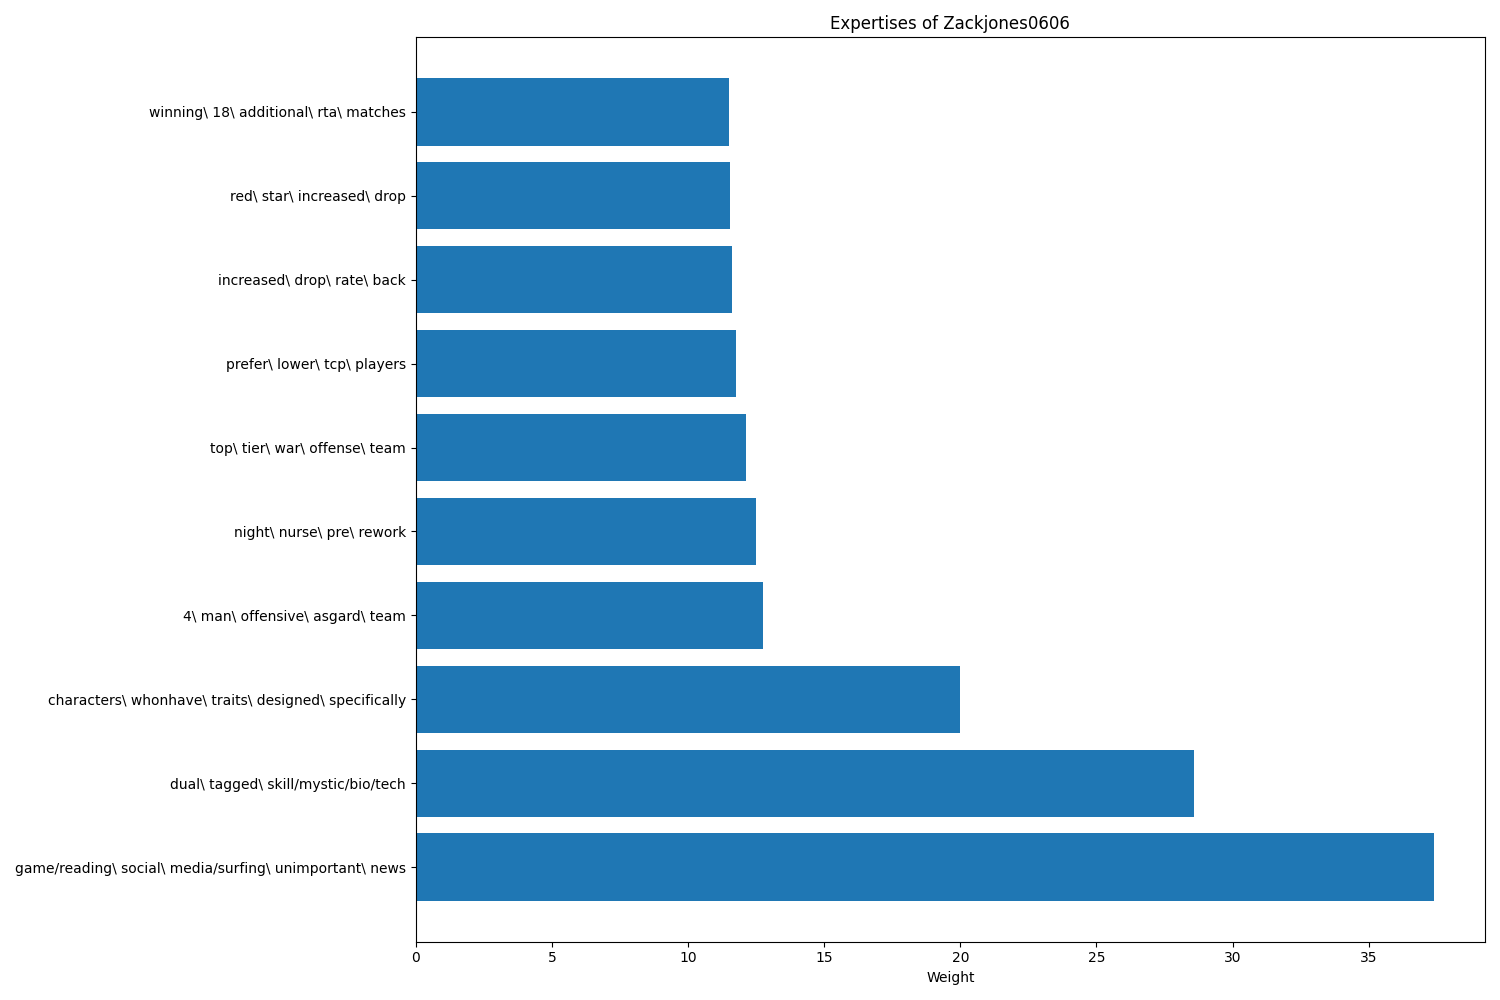 Expertises of Zackjones0606
winning\ 18\ additional\ rta\ matches
red\ star\ increased\ drop
increased\ drop\ rate\ back
prefer\ lower\ tcp\ players
top\ tier\ war\ offense\ team
night\ nurse\ pre\ rework
4\ man\ offensive\ asgard\ team
characters\ whonhave\ traits\ designed\ specifically
dual\ tagged\ skill/mystic/bio/tech
game/reading\ social\ media/surfing\ unimportant\ news
0 5 10 15 20 25 30 35
Weight